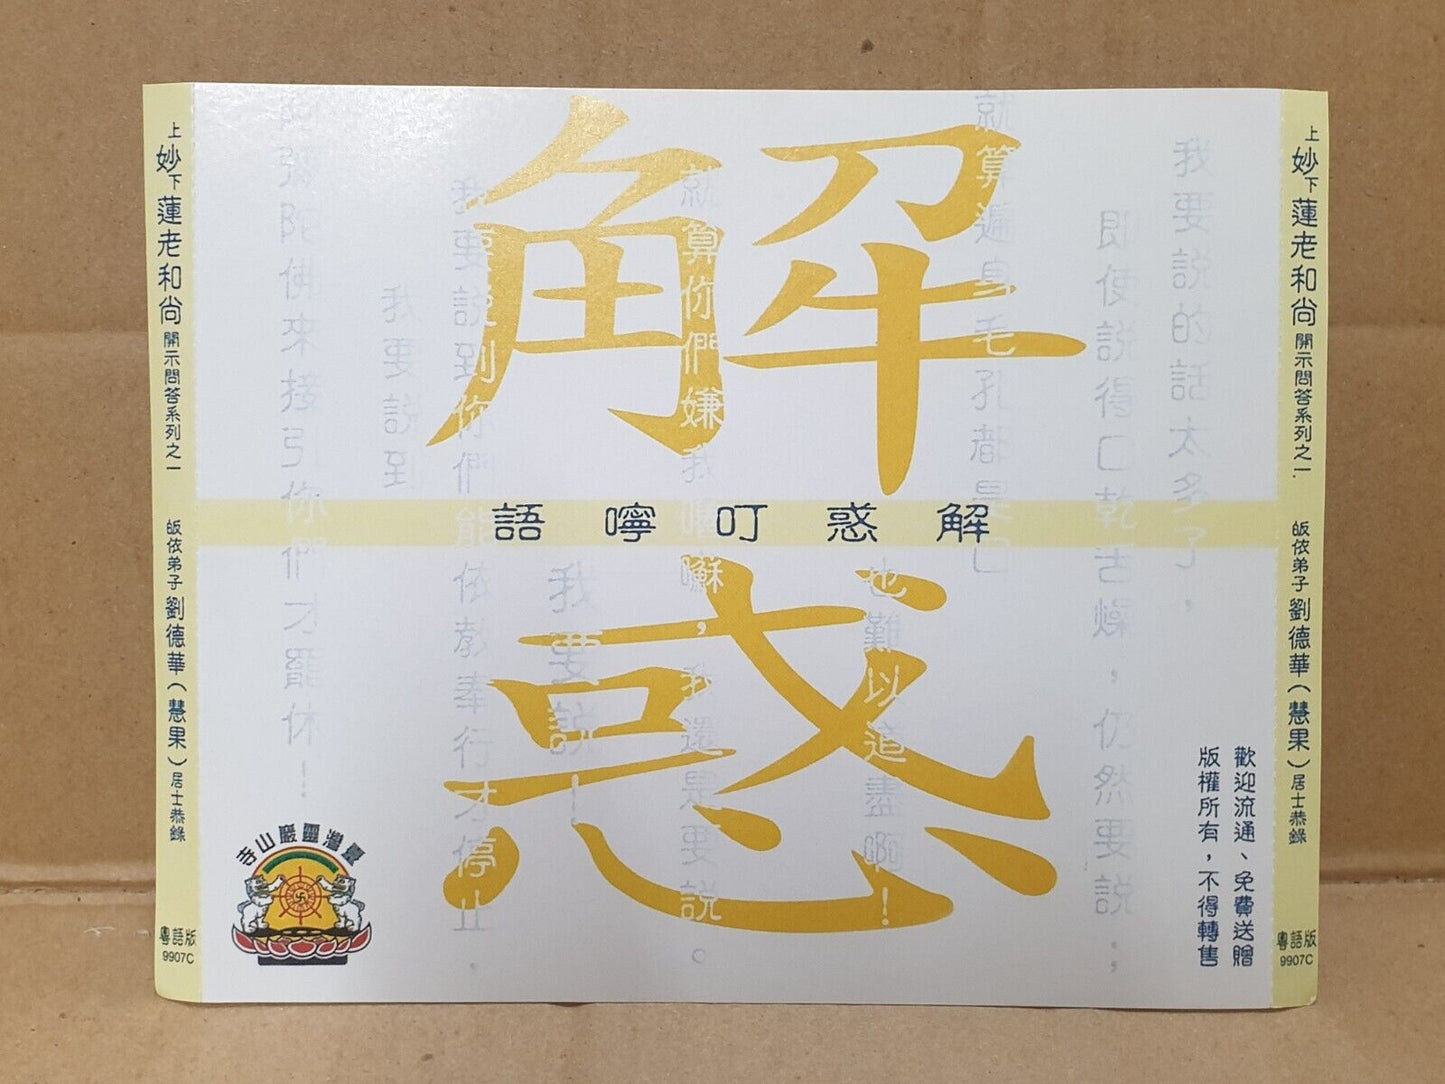 解惑
解惑叮嚀語
我要說的話太多了，
即使說得口乾舌燥，仍然要說；
就算遍身毛孔都是口
也難以道盡啊！
就算你們嫌我嚕囌，我還是要說。
我要說！
我要說到你們能依教奉行才停止．
我要說到
彌陀佛來接引你們才罷休！
歡迎流通、免費送贈
版權所有，不得轉售
臺灣靈巖山寺
上妙下蓮老和尚開示問答系列之一
皈依弟子劉德華（慧果）居士恭錄
粵語版
9907C
上妙下蓮老和尚開示問答系列之一
皈依弟子劉德華（慧果）居士恭錄
粵語版
9907C